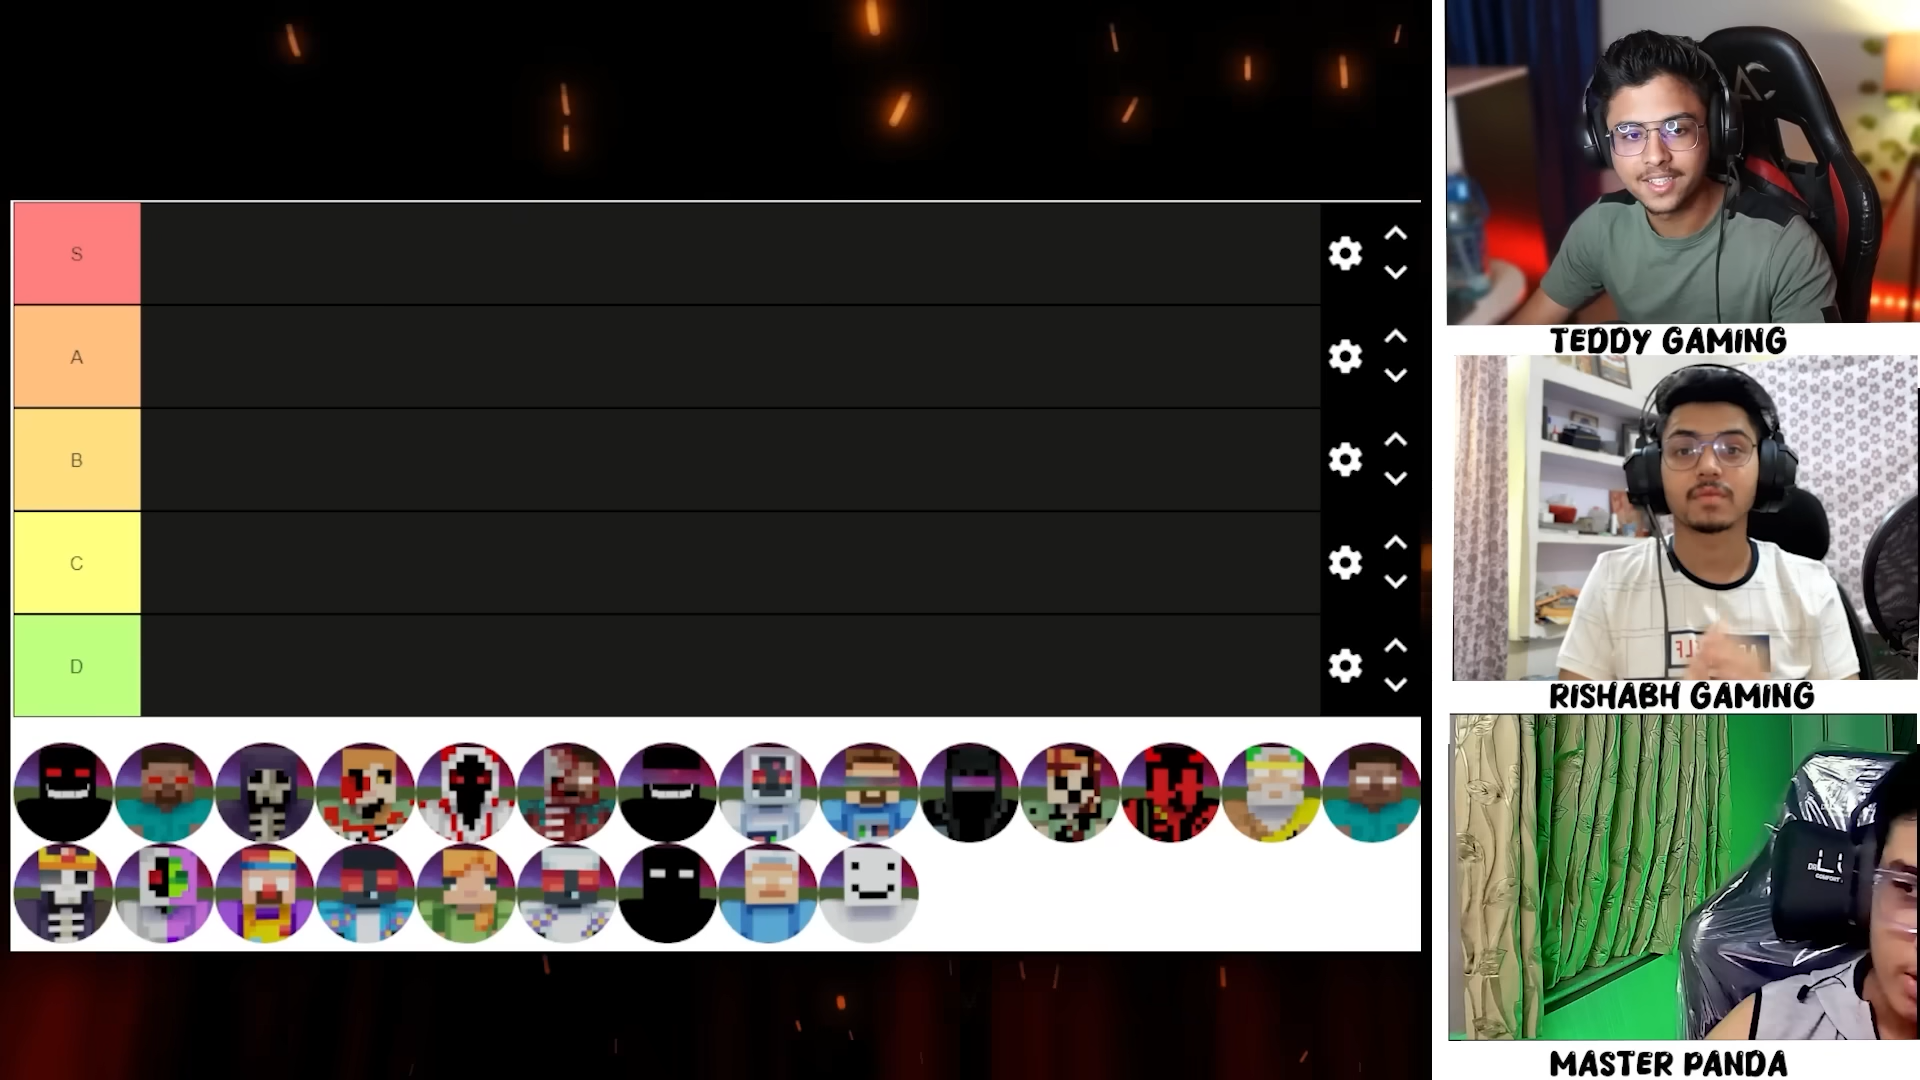 S
A
B
C
D
TEDDY GAMING
RISHABH GAMING
MASTER PANDA